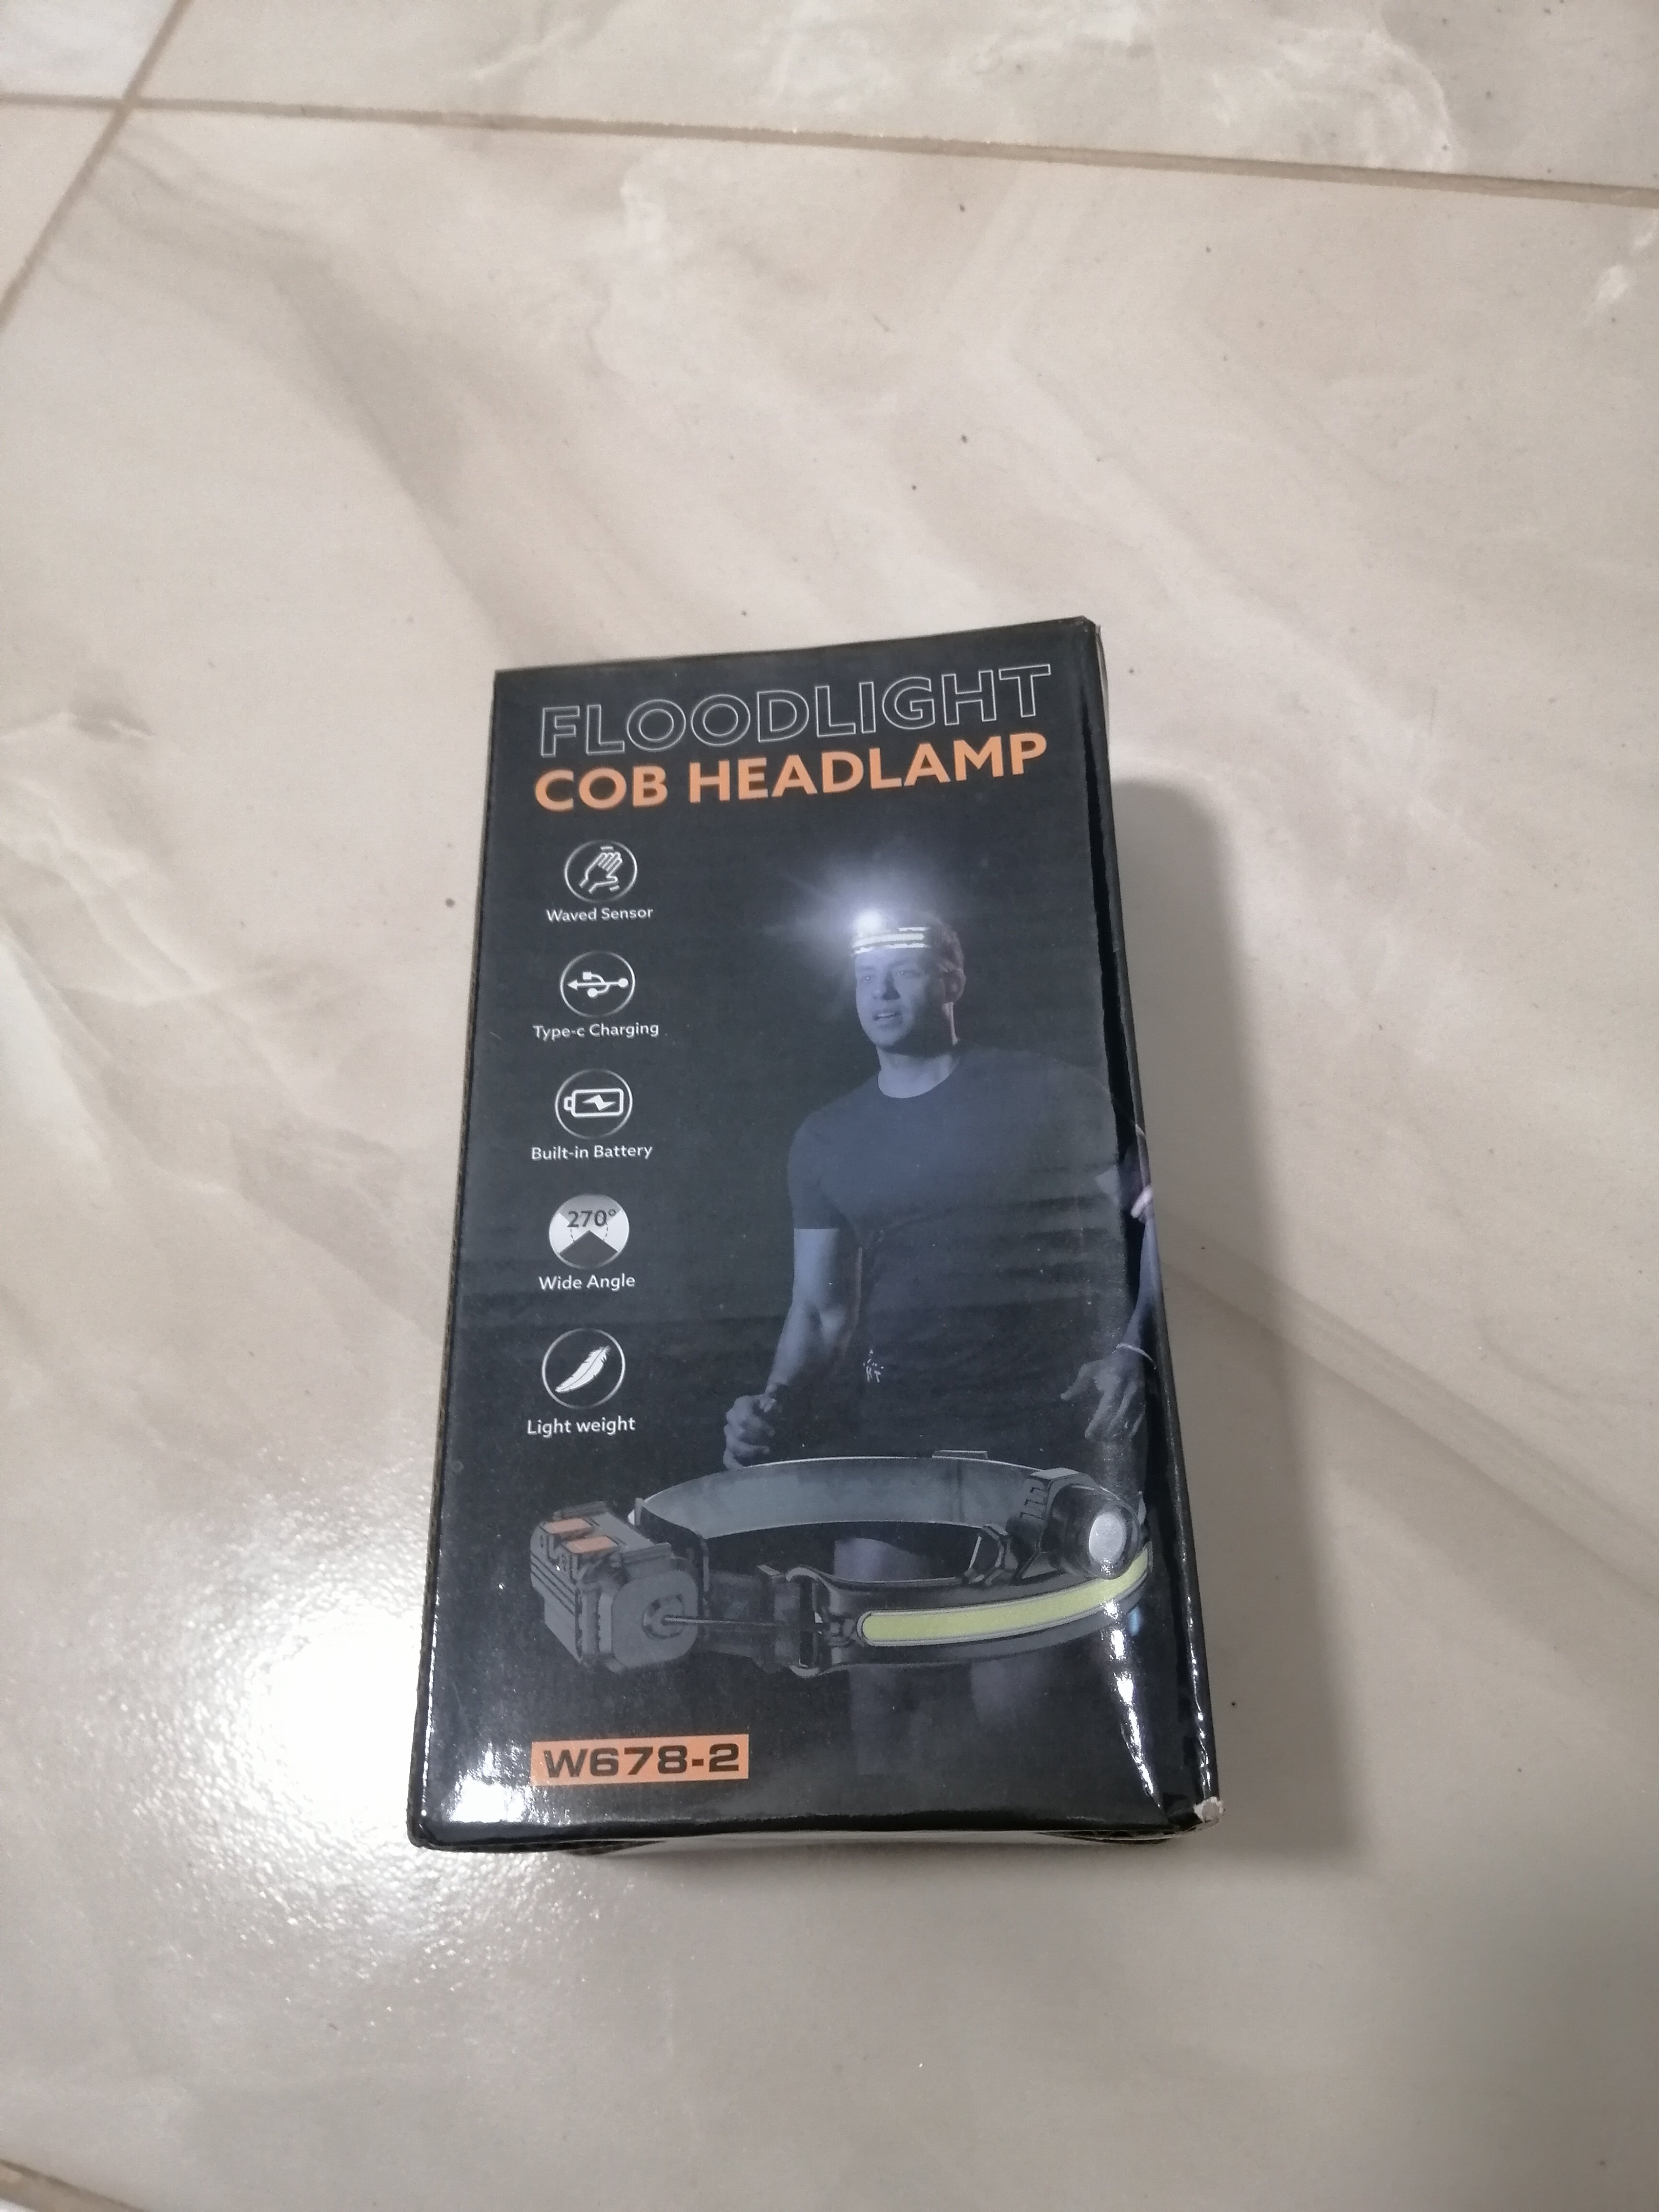 FLOODLIGHT
COB HEADLAMP
Waved Sensor
Type-c Charging
Built-in Battery
270°
Wide Angle
Light weight
W678-2